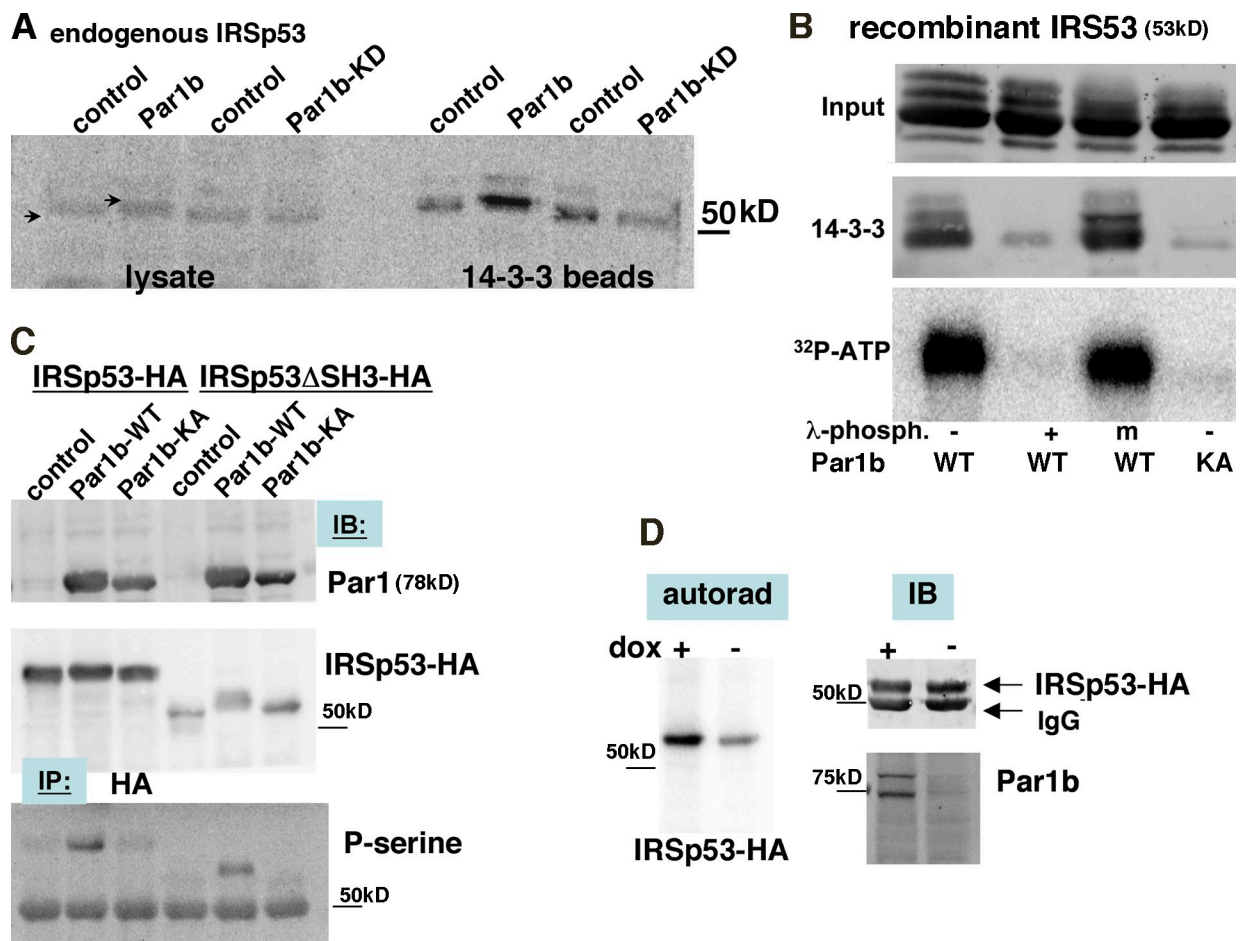 A endogenous IRSp53
control Par1b control Par1b-KD control Par1b control Par1b-KD
50 kD
lysate 14-3-3 beads
B recombinant IRS53 (53kD)
Input
14-3-3
³²P-ATP
λ-phosph. - + m -
Par1b WT WT WT KA
C
IRSp53-HA IRSp53ΔSH3-HA
control Par1b-WT Par1b-KA control Par1b-WT Par1b-KA
IB:
Par1 (78kD)
IRSp53-HA
50kD
IP: HA
P-serine
50kD
D
autorad IB
dox + - + -
50kD
IRSp53-HA
50kD
IRSp53-HA
IgG
75kD
Par1b